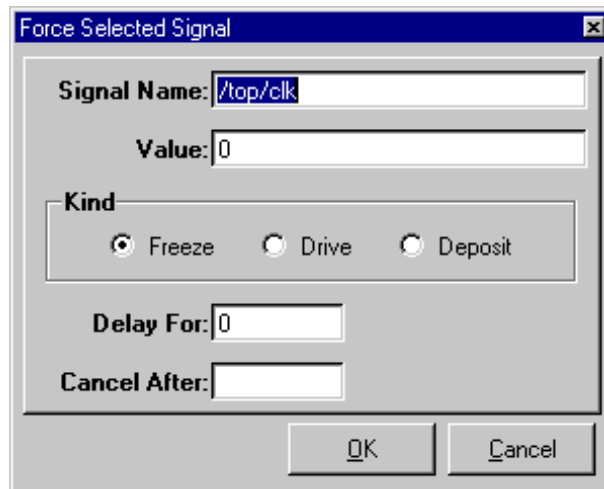 Force Selected Signal
Signal Name: /top/clk
Value: 0
Kind
Freeze Drive Deposit
Delay For: 0
Cancel After:
OK Cancel